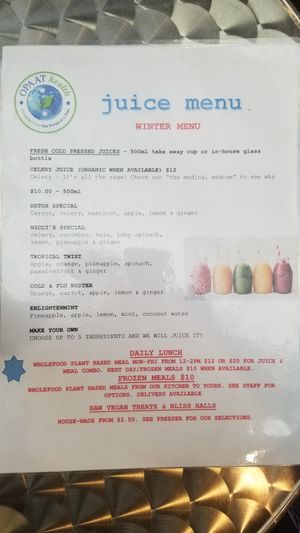 OPAAT health
One Person at a Time
juice menu
WINTER MENU
FRESH COLD PRESSED JUICES - 500ml take away cup or in-house glass
bottle
CELERY JUICE (ORGANIC WHEN AVAILABLE) $12
Celery - It's all the rage! Check out "the medical medium" to see why
$10.00 - 500ml
DETOX SPECIAL
Carrot, celery, beetroot, apple, lemon & ginger
NICCI'S SPECIAL
celery, cucumber, kale, baby spinach,
lemon, pineapple & ginger
TROPICAL TWIST
Apple, orange, pineapple, spinach,
passionfruit & ginger
COLD & FLU BUSTER
Orange, carrot, apple, lemon & ginger
ENLIGHTENMINT
Pineapple, apple, lemon, mint, coconut water
MAKE YOUR OWN
CHOOSE UP TO 5 INGREDIENTS AND WE WILL JUICE IT!
DAILY LUNCH
WHOLEFOOD PLANT BASED MEAL MON-FRI FROM 12-2PM $12 OR $20 FOR JUICE &
MEAL COMBO. NEXT DAY/FROZEN MEALS $10 WHEN AVAILABLE.
FROZEN MEALS $10
WHOLEFOOD PLANT BASED MEALS FROM OUR KITCHEN TO YOURS. SEE STAFF FOR
OPTIONS. DELIVERY AVAILABLE
RAW VEGAN TREATS & BLISS BALLS
HOUSE-MADE FROM $2.50. SEE FREEZER FOR OUR SELECTIONS.